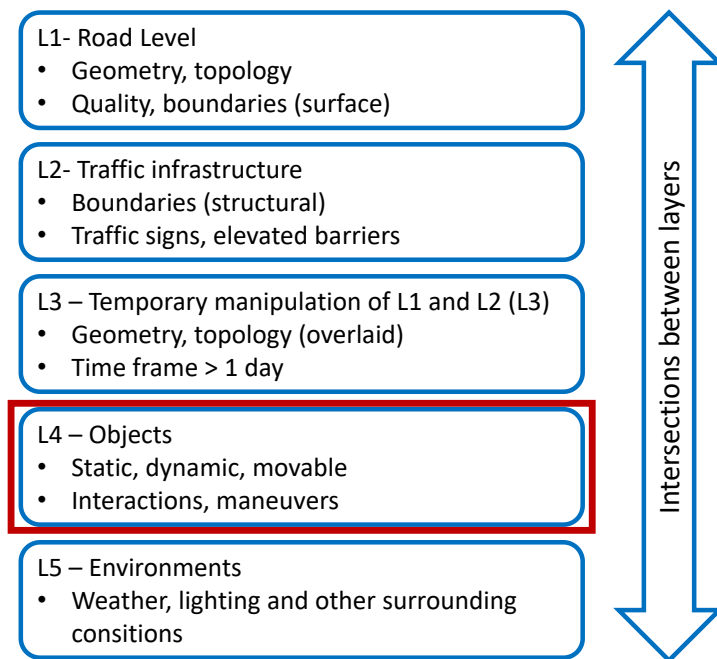 L1- Road Level
• Geometry, topology
• Quality, boundaries (surface)
L2- Traffic infrastructure
• Boundaries (structural)
• Traffic signs, elevated barriers
L3 – Temporary manipulation of L1 and L2 (L3)
• Geometry, topology (overlaid)
• Time frame > 1 day
L4 – Objects
• Static, dynamic, movable
• Interactions, maneuvers
L5 – Environments
• Weather, lighting and other surrounding
consitions
Intersections between layers